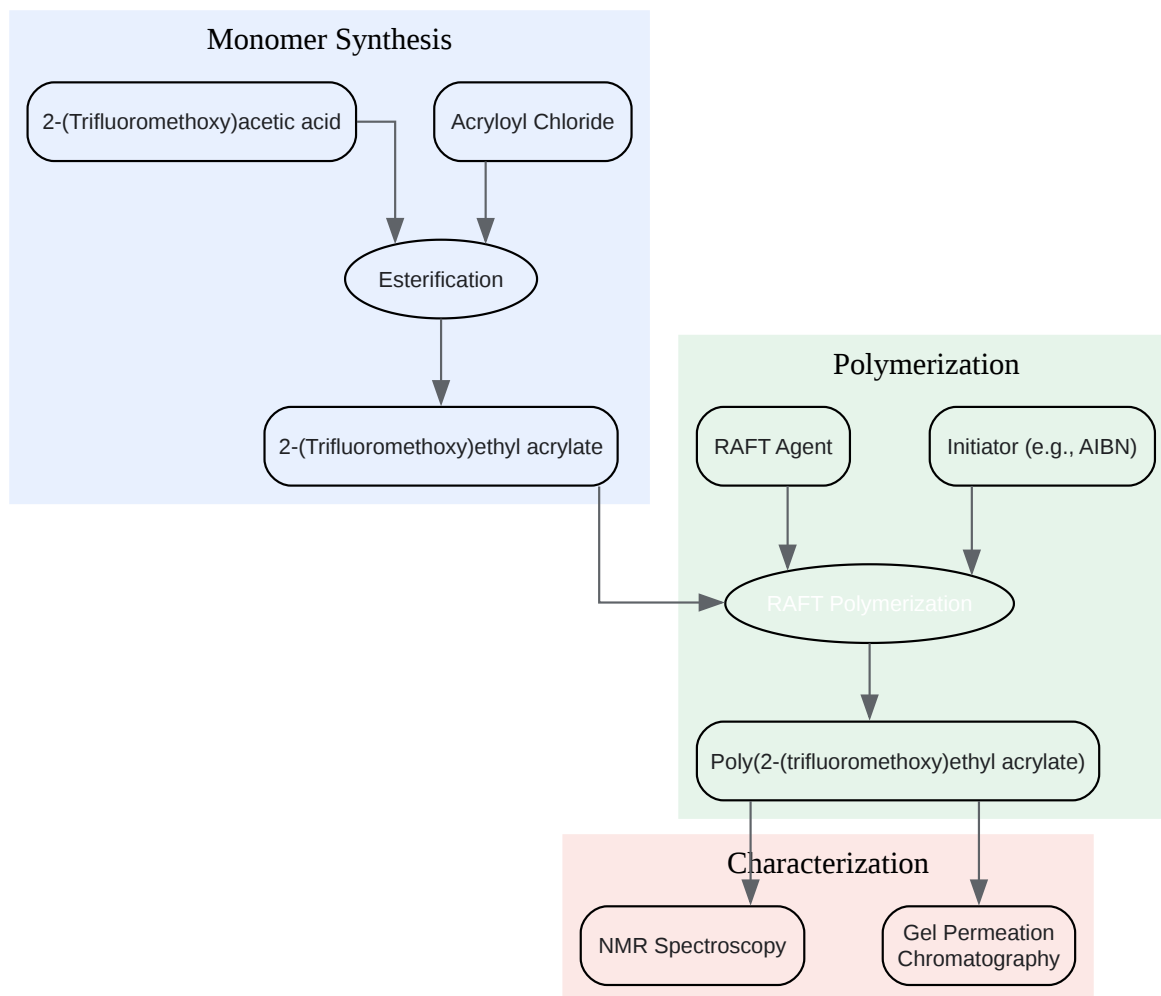 Monomer Synthesis
2-(Trifluoromethoxy)acetic acid
Acryloyl Chloride
Esterification
2-(Trifluoromethoxy)ethyl acrylate
Polymerization
RAFT Agent
Initiator (e.g., AIBN)
RAFT Polymerization
Poly(2-(trifluoromethoxy)ethyl acrylate)
Characterization
NMR Spectroscopy
Gel Permeation
Chromatography